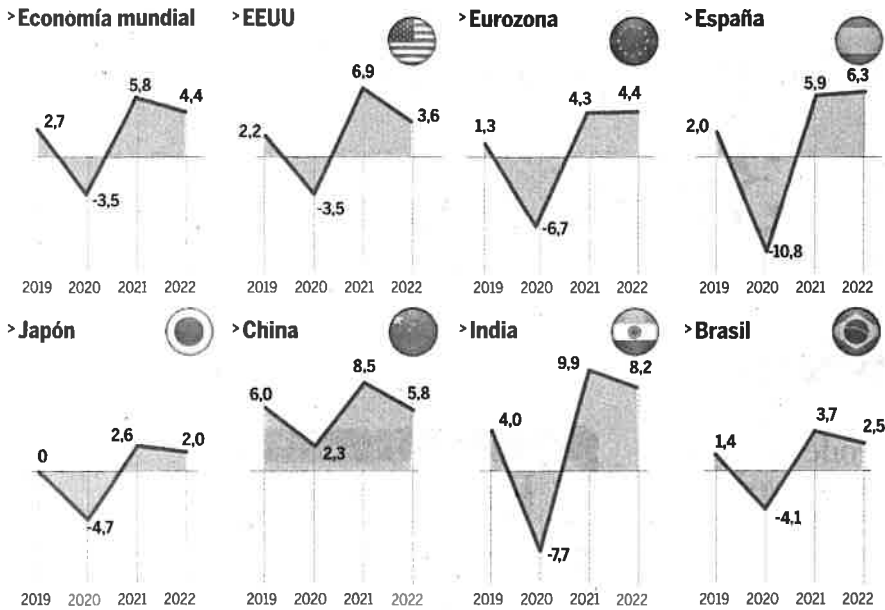 > Economía mundial
2,7
-3,5
5,8
4,4
2019 2020 2021 2022
> EEUU
2,2
-3,5
6,9
3,6
2019 2020 2021 2022
> Eurozona
1,3
-6,7
4,3
4,4
2019 2020 2021 2022
> España
2,0
-10,8
5,9
6,3
2019 2020 2021 2022
> Japón
0
-4,7
2,6
2,0
2019 2020 2021 2022
> China
6,0
2,3
8,5
5,8
2019 2020 2021 2022
> India
4,0
-7,7
9,9
8,2
2019 2020 2021 2022
> Brasil
1,4
-4,1
3,7
2,5
2019 2020 2021 2022